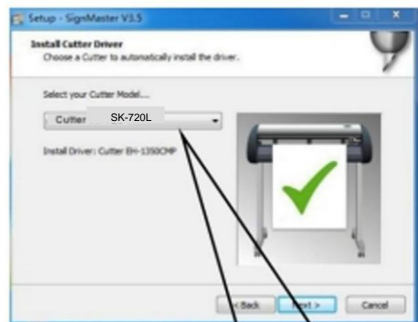 Setup - SignMaster V3.5
Install Cutter Driver
Choose a Cutter to automatically install the driver.
Select your Cutter Model....
Cutter SK-720L
Install Driver: Cutter EH-1350CMP
< Back Next > Cancel